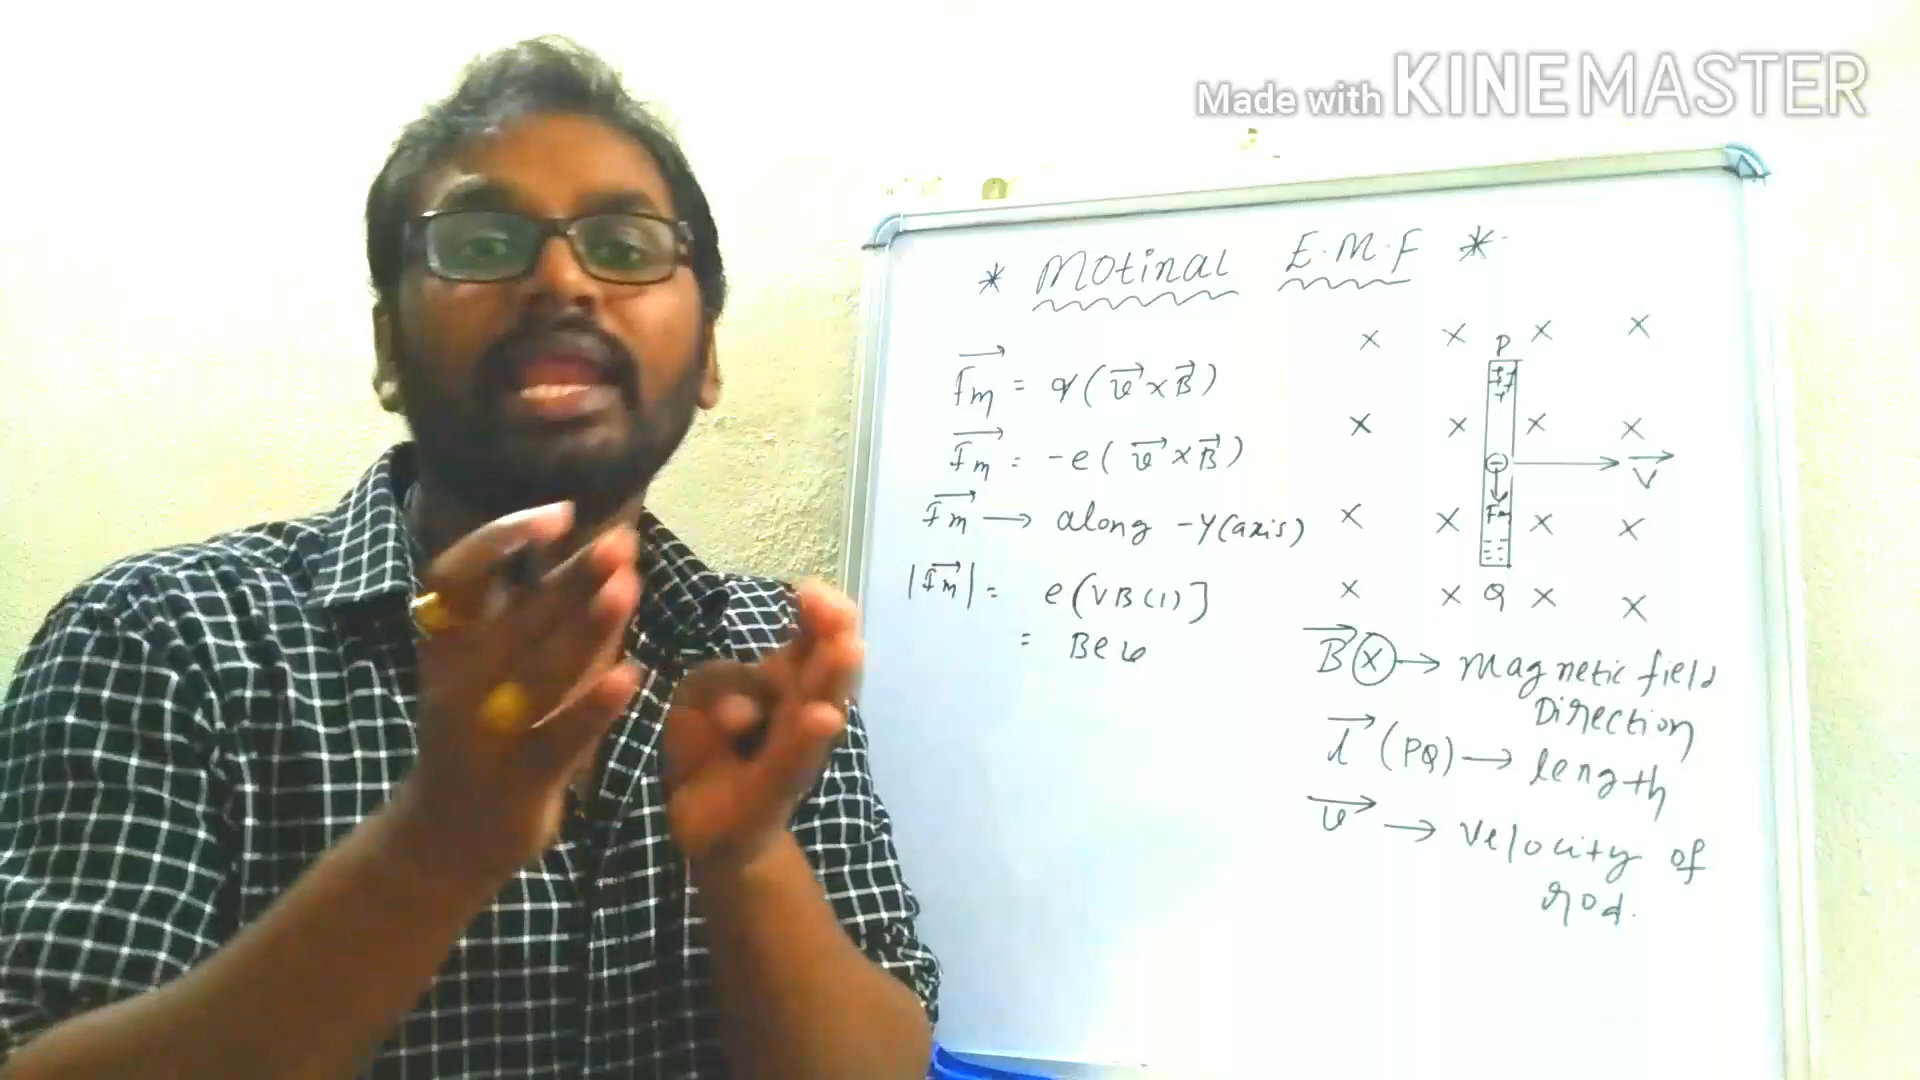 Made with KINEMASTER
* Motinal E.M.F *
Fm = q(v×B)
Fm = -e(v×B)
Fm → along -Y(axis)
|Fm| = e(VB(1)]
= Bev
× × P × ×
+ + +
× × × ×
- → V
× × Fm × ×
× × Q × ×
B(×) → Magnetic field
Direction
l (PQ) → length
v → velocity of
rod.